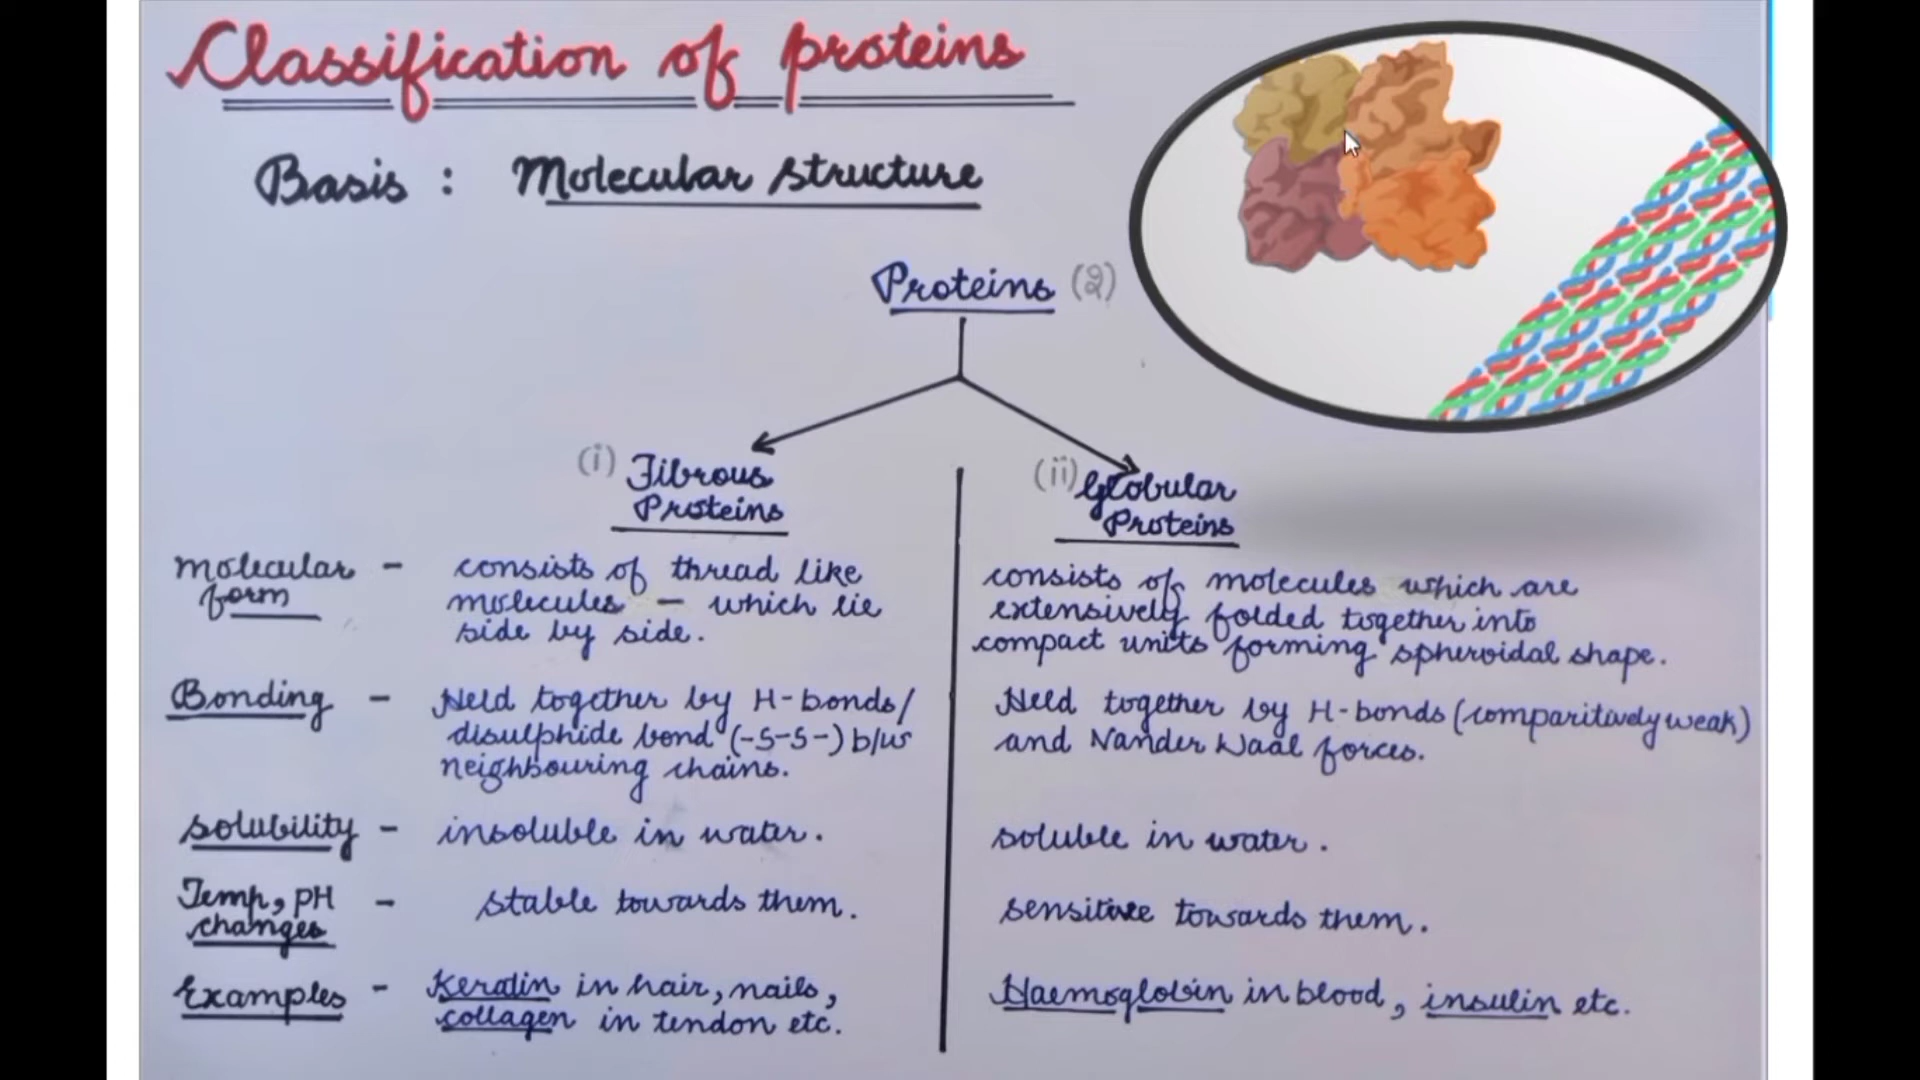 Classification of proteins
Basis : Molecular structure
Proteins (2)
(i) Fibrous
Proteins
(ii) Globular
Proteins
Molecular
form - consists of thread like
molecules - which lie
side by side.
consists of molecules which are
extensively folded together into
compact units forming spheroidal shape.
Bonding - Held together by H-bonds/
disulphide bond (-S-S-) b/w
neighbouring chains.
Held together by H-bonds (comparitively weak)
and Vander Waal forces.
Solubility - insoluble in water.
soluble in water.
Temp, PH
changes - stable towards them.
sensitive towards them.
Examples - Keratin in hair, nails,
collagen in tendon etc.
Haemoglobin in blood, insulin etc.